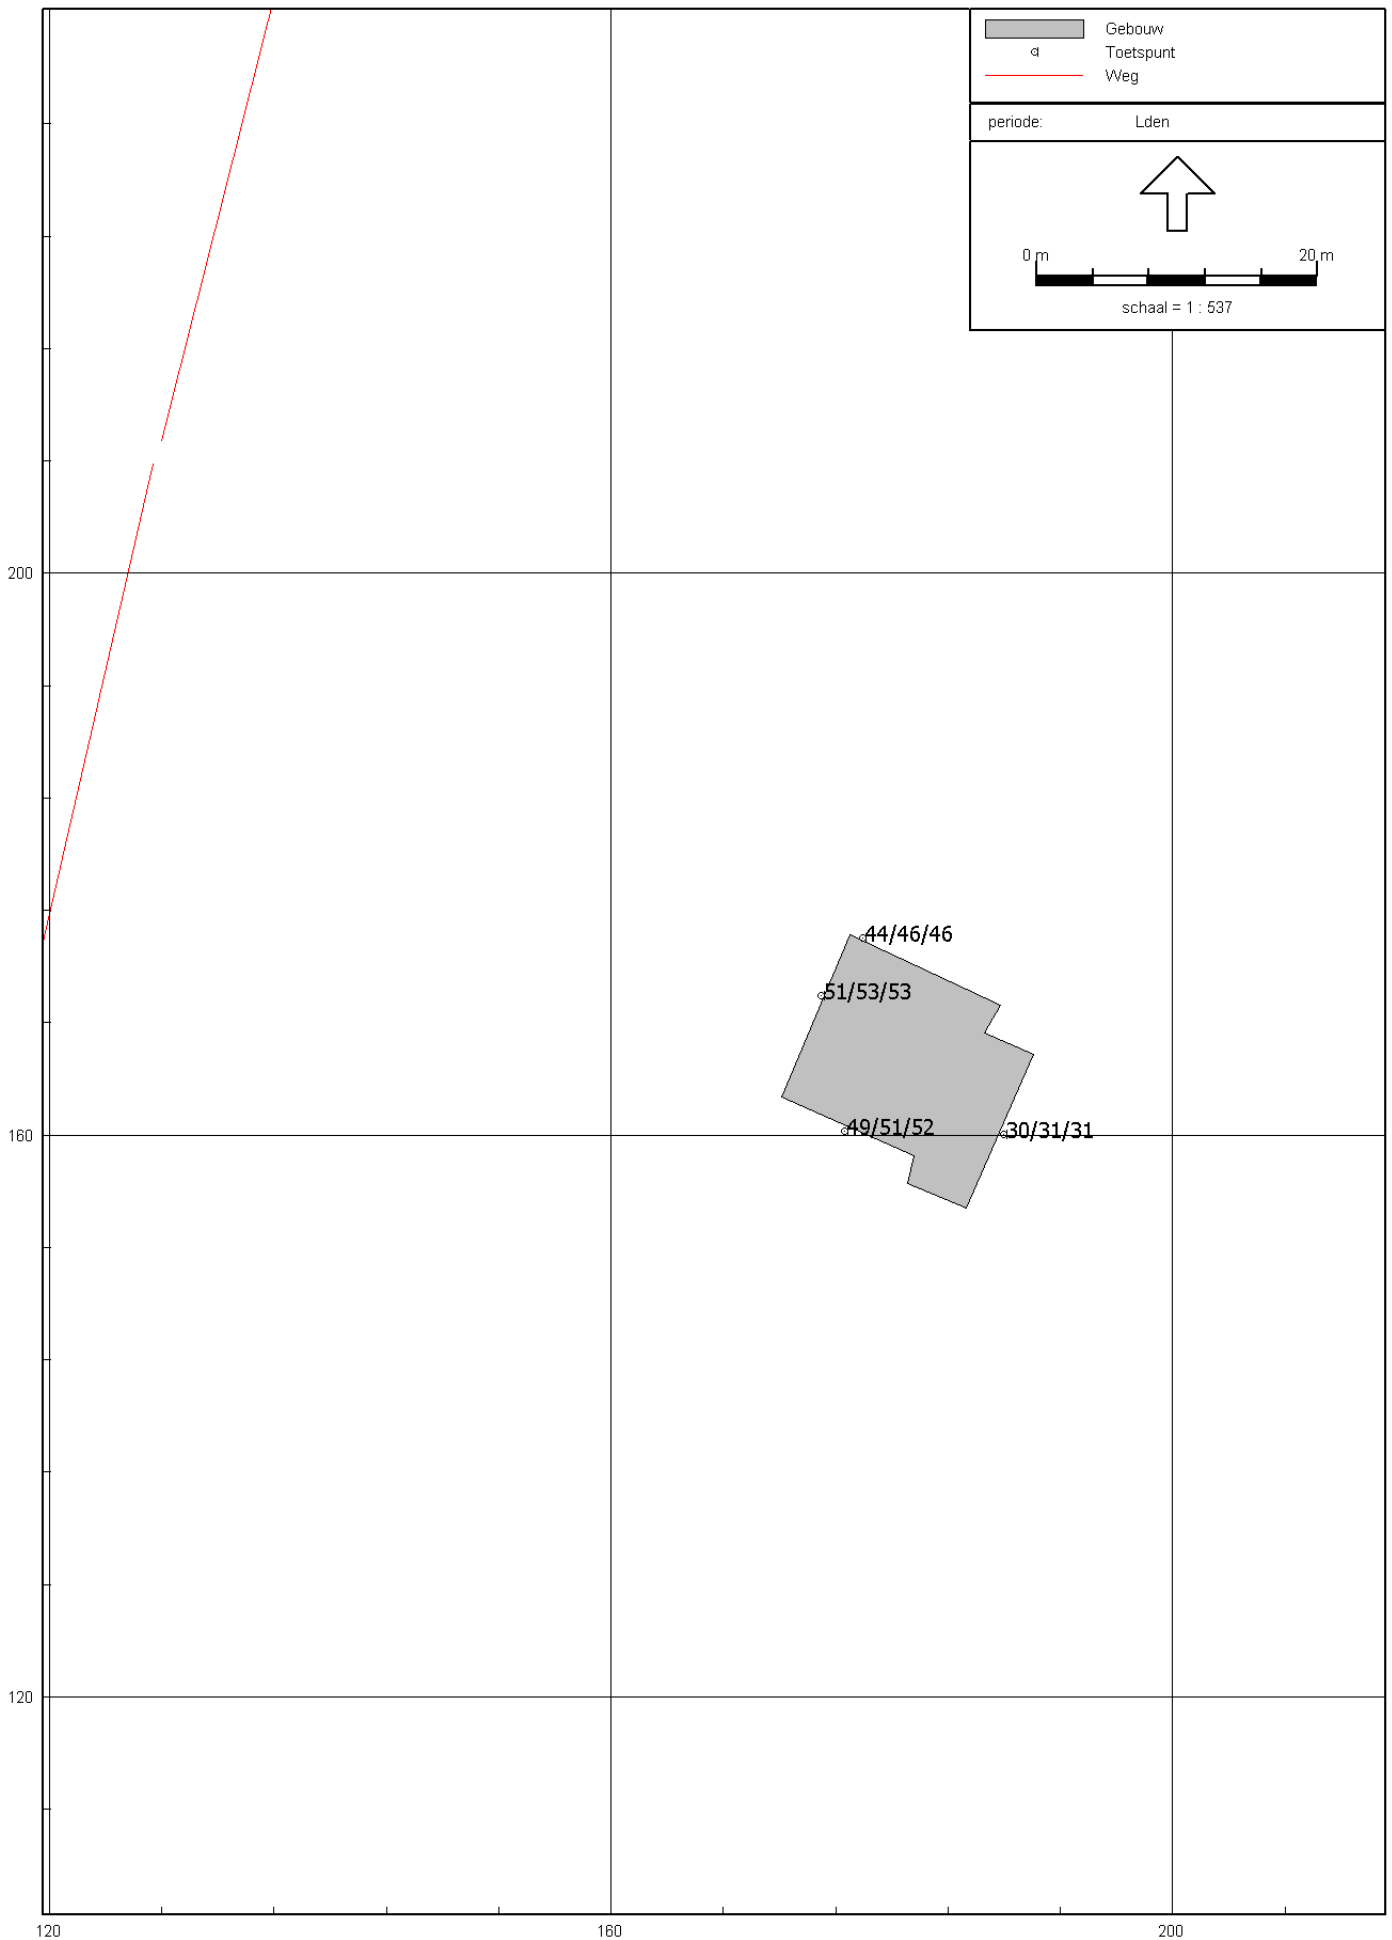 Gebouw
Toetspunt
Weg
periode: Lden
0 m 20 m
schaal = 1 : 537
200
44/46/46
51/53/53
49/51/52
30/31/31
160
120
120 160 200